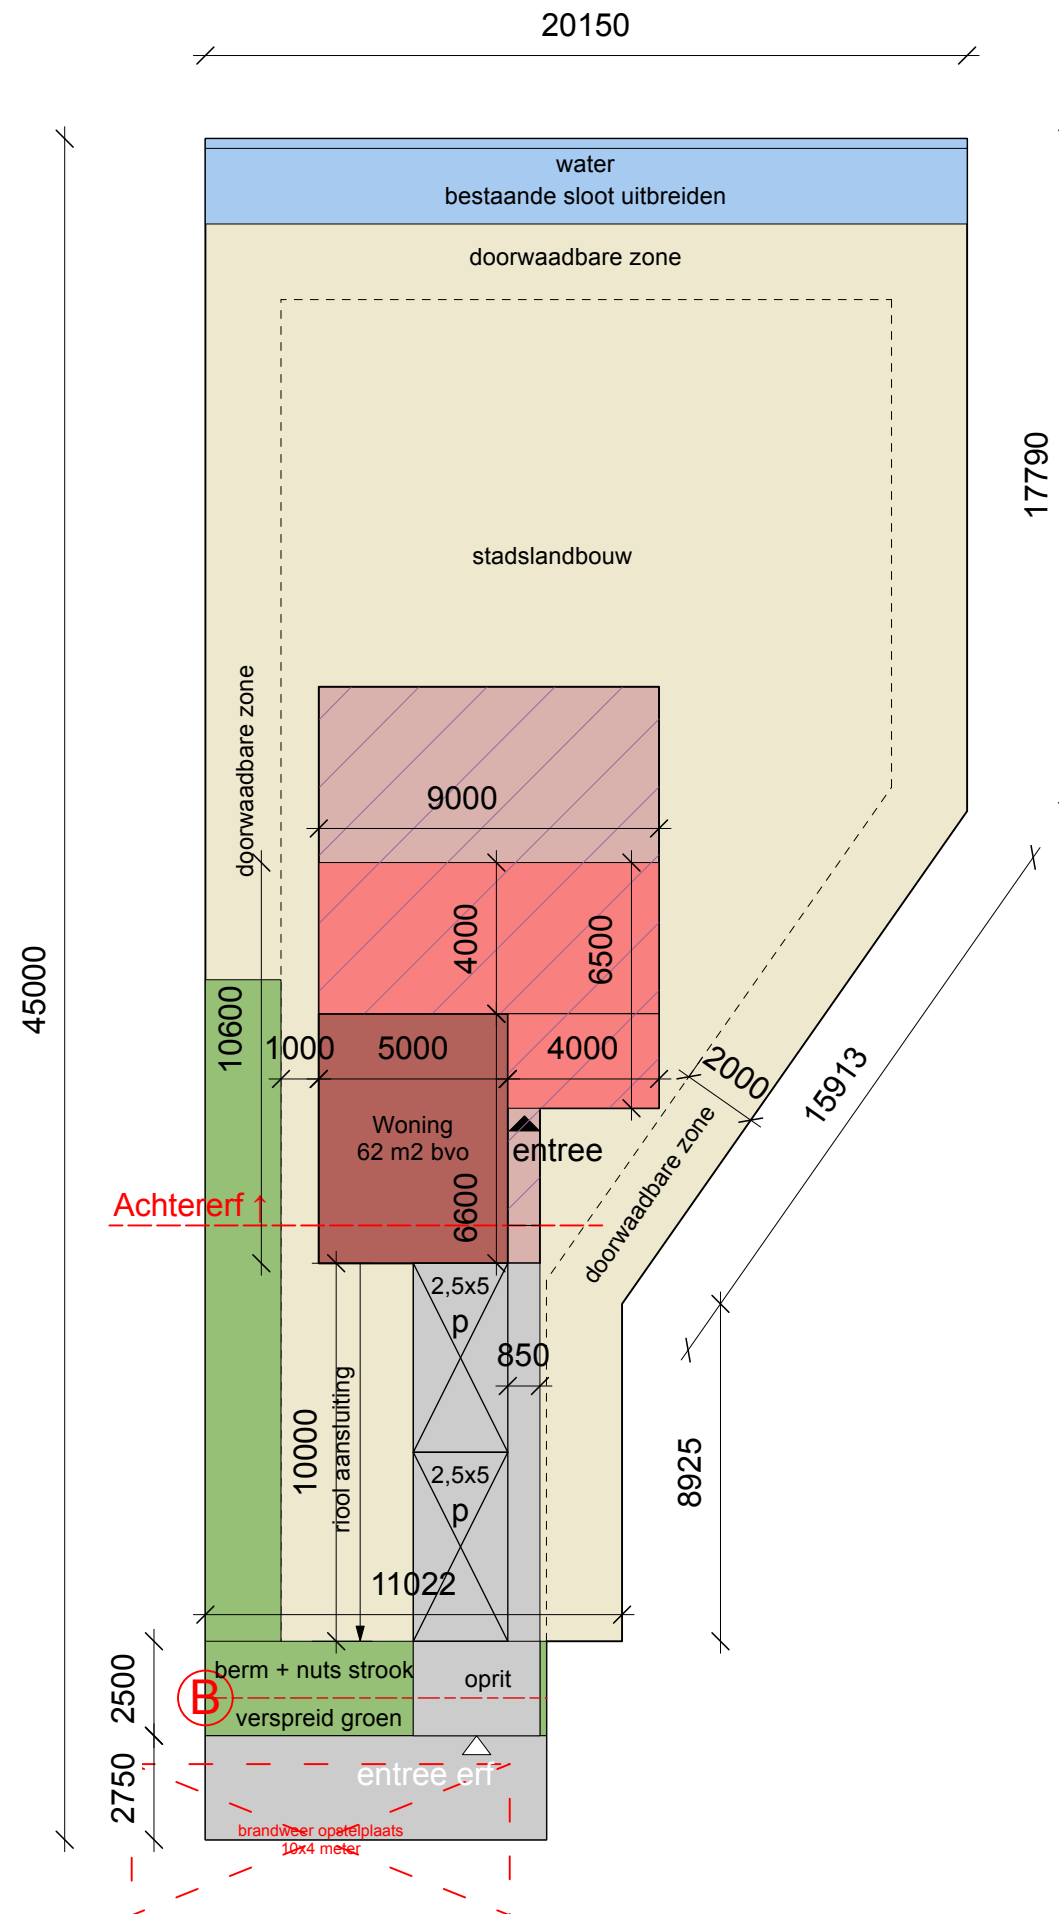 20150
water
bestaande sloot uitbreiden
doorwaadbare zone
17790
stadslandbouw
doorwaadbare zone
9000
4000
6500
45000
10600
1000
5000
4000
2000
15913
Woning
62 m2 bvo
entree
doorwaadbare zone
Achtererf ↑
6600
2,5x5
p
850
10000
riool aansluiting
2,5x5
p
8925
11022
2500
berm + nuts strook
oprit
B
verspreid groen
2750
entree erf
brandweer opstelplaats
10x4 meter